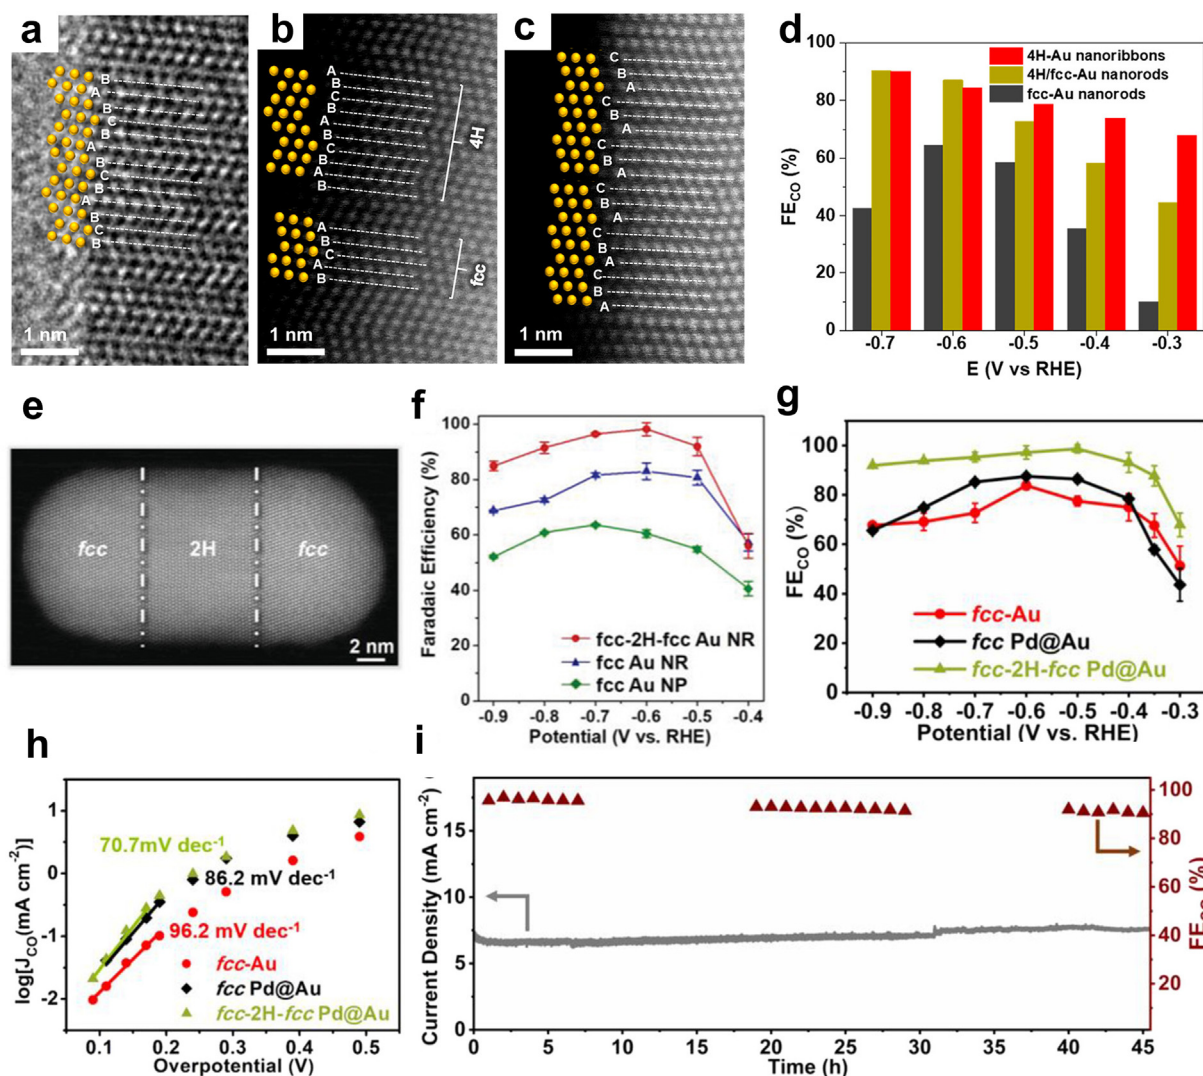 a
B
A
B
C
B
A
B
C
B
A
B
C
B
1 nm
b
A
B
C
B
A
B
C
B
A
B
4H
A
B
C
A
B
fcc
1 nm
c
C
B
A
C
B
A
C
B
A
C
B
A
C
B
A
C
B
A
1 nm
d
100
80
60
40
20
0
FE_CO (%)
4H-Au nanoribbons
4H/fcc-Au nanorods
fcc-Au nanorods
-0.7 -0.6 -0.5 -0.4 -0.3
E (V vs RHE)
e
fcc 2H fcc
2 nm
f
100
80
60
40
20
0
Faradaic Efficiency (%)
fcc-2H-fcc Au NR
fcc Au NR
fcc Au NP
-0.9 -0.8 -0.7 -0.6 -0.5 -0.4
Potential (V vs. RHE)
g
100
80
60
40
20
0
FE_CO (%)
fcc-Au
fcc Pd@Au
fcc-2H-fcc Pd@Au
-0.9 -0.8 -0.7 -0.6 -0.5 -0.4 -0.3
Potential (V vs. RHE)
h
1
0
-1
-2
log[J_CO(mA cm⁻²)]
70.7mV dec⁻¹
86.2 mV dec⁻¹
96.2 mV dec⁻¹
fcc-Au
fcc Pd@Au
fcc-2H-fcc Pd@Au
0.1 0.2 0.3 0.4 0.5
Overpotential (V)
i
15
10
5
0
Current Density (mA cm⁻²)
100
80
60
40
20
0
FE_CO (%)
0 5 10 15 20 25 30 35 40 45
Time (h)